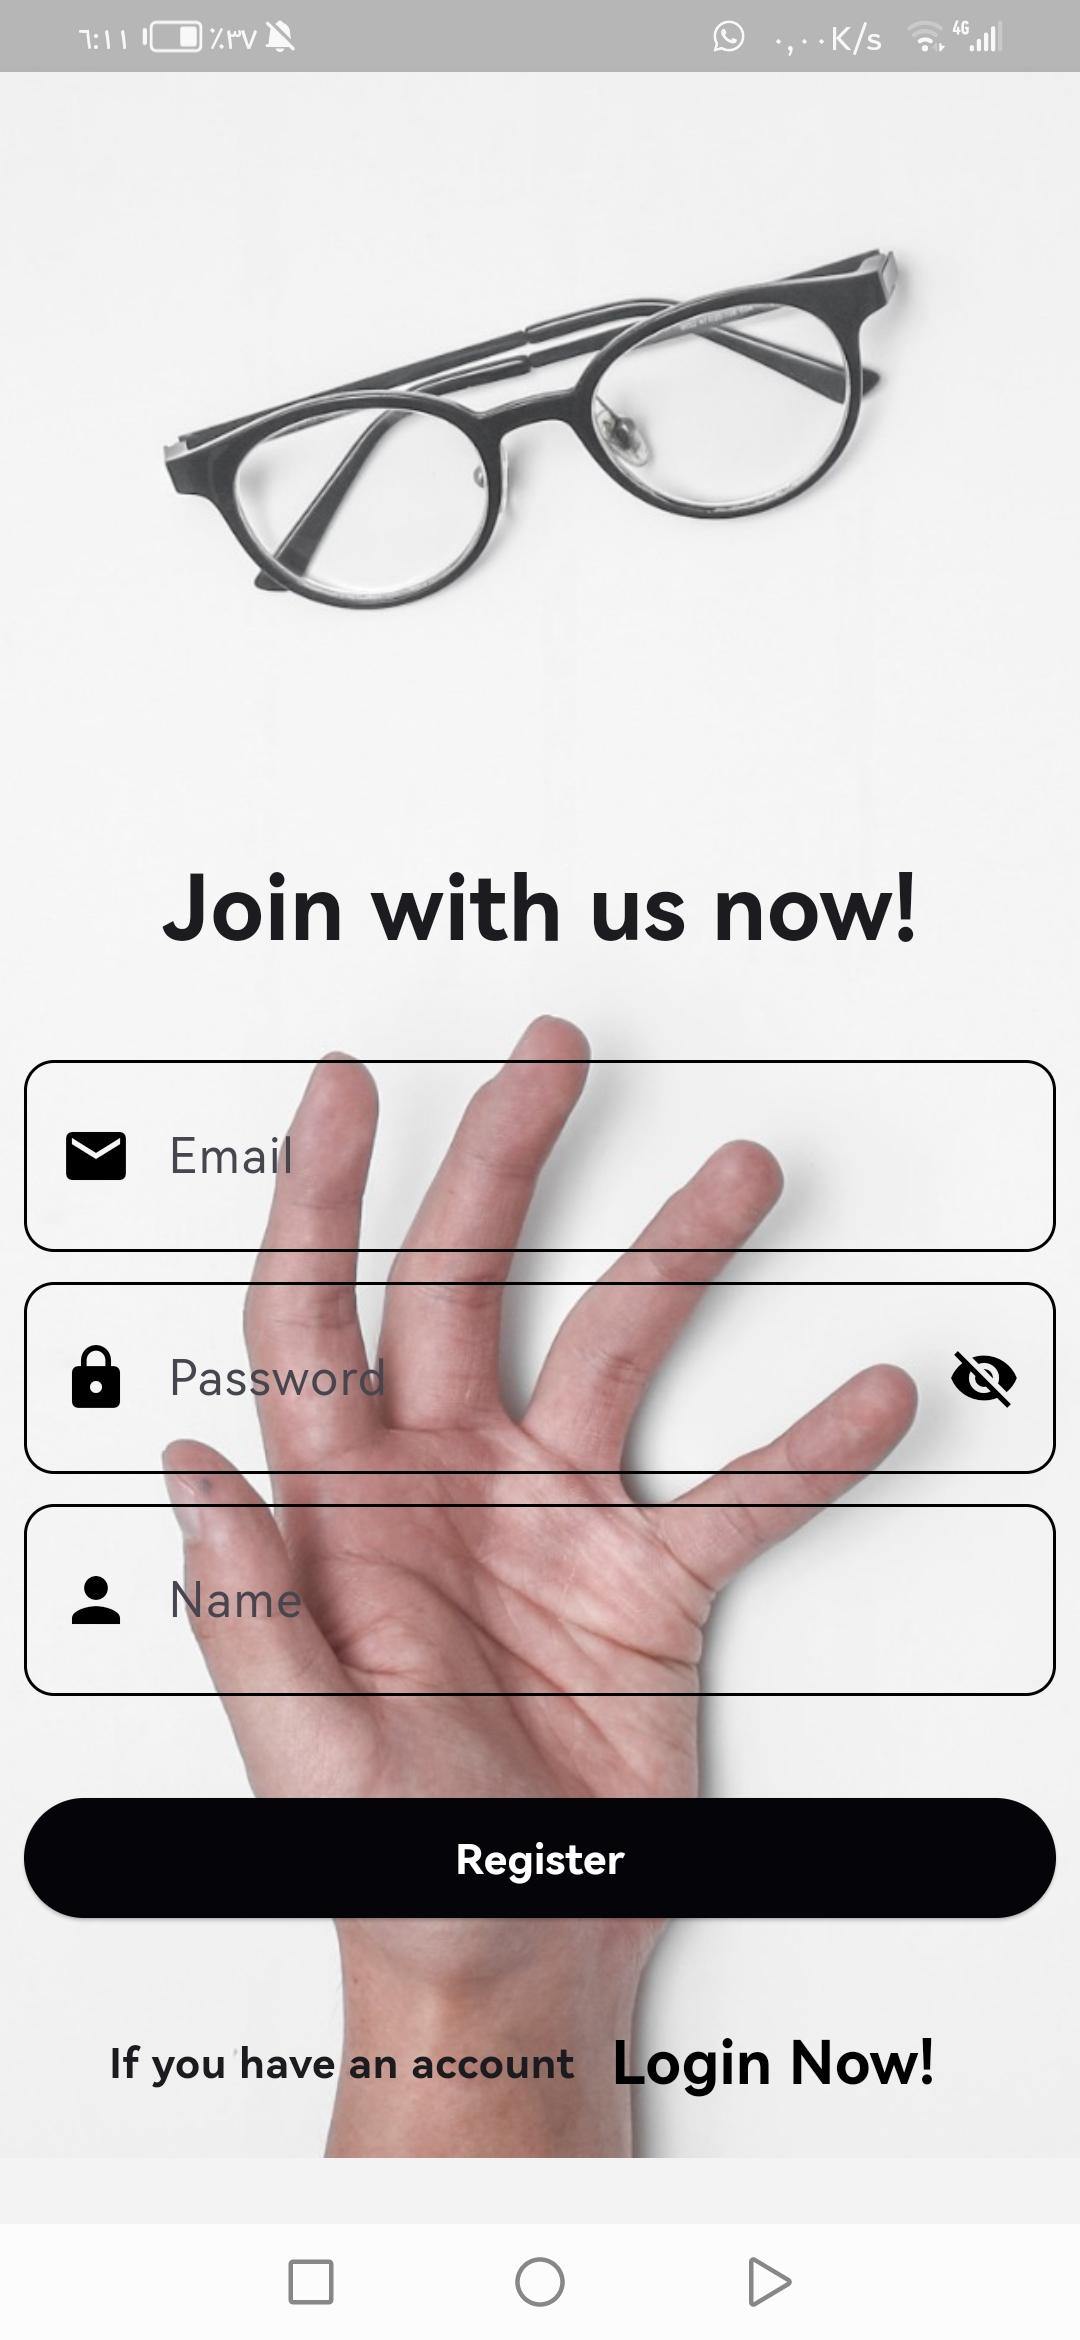 ٦:١١ ٪٣٧ ٠,٠٠K/s 4G
Join with us now!
Email
Password
Name
Register
If you have an account Login Now!